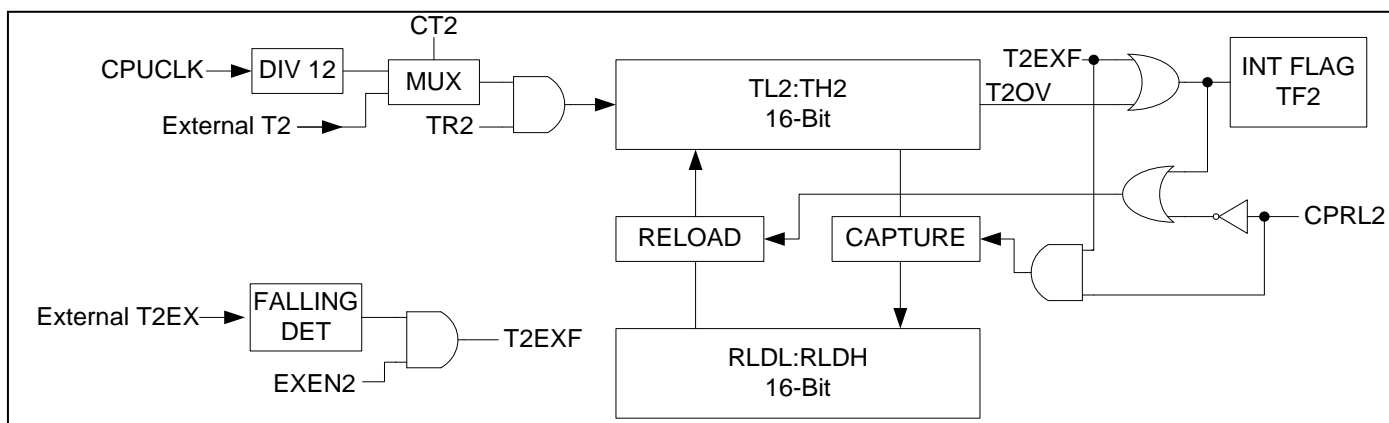 CT2
CPUCLK
DIV 12
MUX
External T2
TR2
TL2:TH2
16-Bit
T2EXF
T2OV
INT FLAG
TF2
RELOAD
CAPTURE
CPRL2
External T2EX
FALLING
DET
EXEN2
T2EXF
RLDL:RLDH
16-Bit